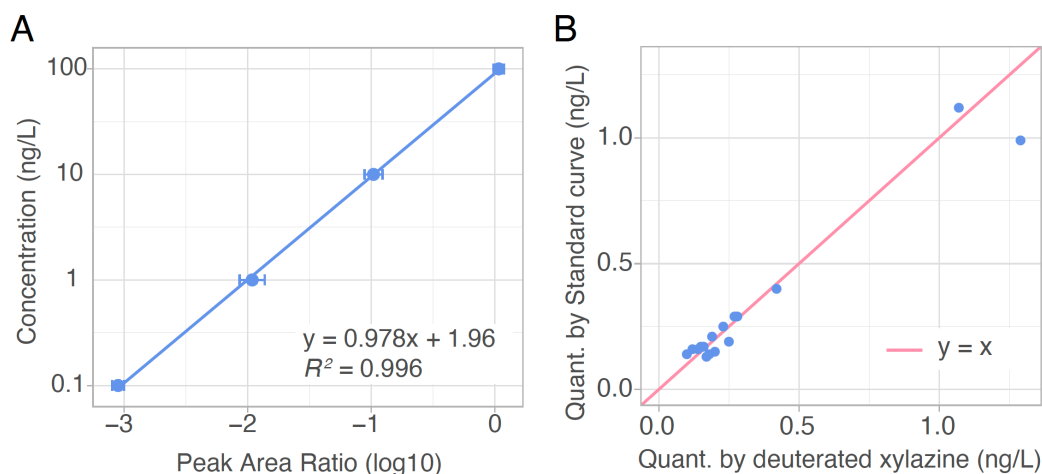 A
Concentration (ng/L)
100
10
1
0.1
y = 0.978x + 1.96
R² = 0.996
−3
−2
−1
0
Peak Area Ratio (log10)
B
Quant. by Standard curve (ng/L)
1.0
0.5
0.0
y = x
0.0
0.5
1.0
Quant. by deuterated xylazine (ng/L)